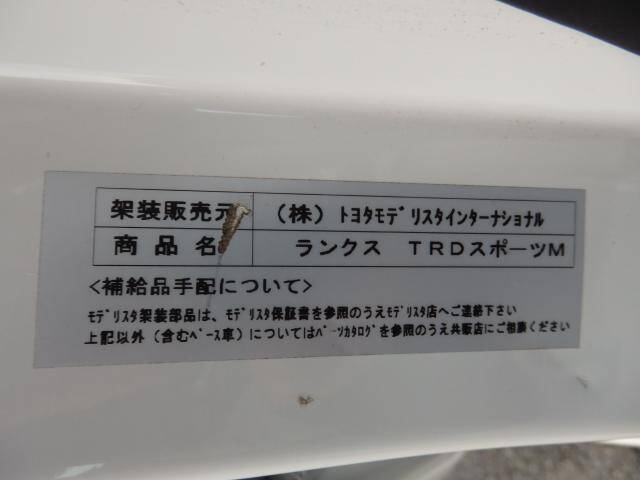 架装販売元 （株）ﾄﾖﾀﾓﾃﾞﾘｽﾀｲﾝﾀｰﾅｼｮﾅﾙ
商品名 ランクス ＴＲＤスポーツＭ
<補給品手配について>
ﾓﾃﾞﾘｽﾀ架装部品は、ﾓﾃﾞﾘｽﾀ保証書を参照のうえﾓﾃﾞﾘｽﾀ店へご連絡下さい
上記以外（含むﾍﾞｰｽ車）についてはﾊﾟｰﾂｶﾀﾛｸﾞを参照のうえ共販店にご相談ください